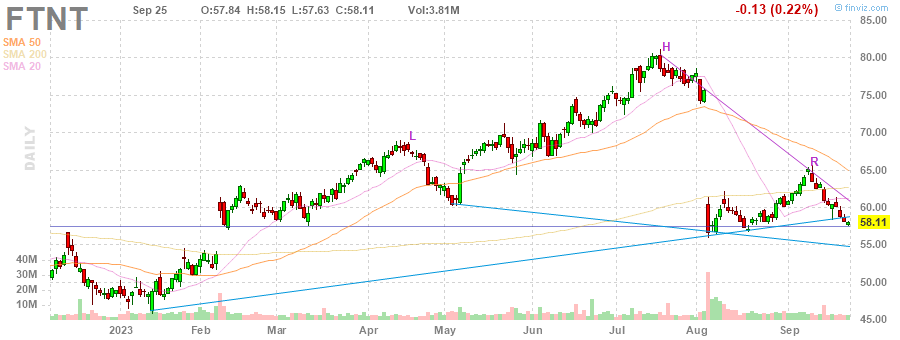 FTNT
Sep 25 O:57.84 H:58.15 L:57.63 C:58.11 Vol:3.81M -0.13 (0.22%)
© finviz.com
SMA 50
SMA 200
SMA 20
DAILY
H
L
R
85.00
80.00
75.00
70.00
65.00
60.00
58.11
55.00
50.00
45.00
40M
30M
20M
10M
2023 Feb Mar Apr May Jun Jul Aug Sep